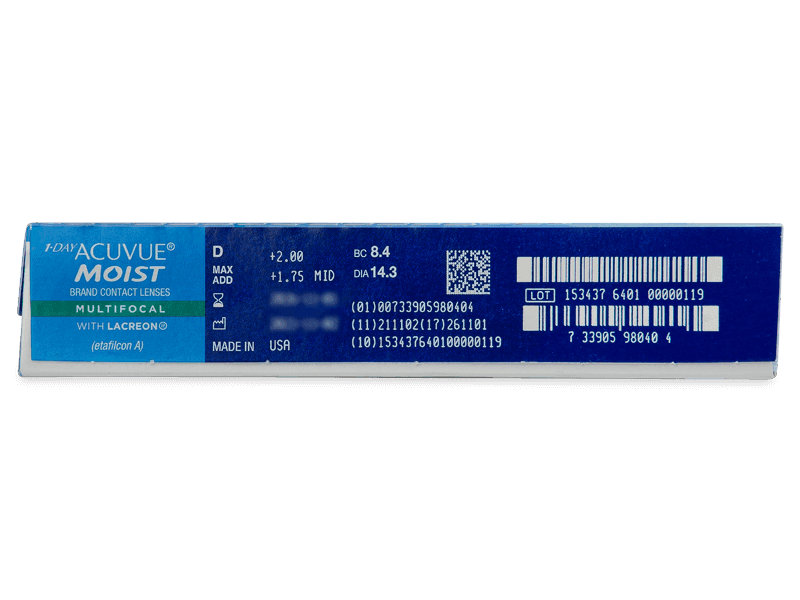 1-DAY ACUVUE®
MOIST
BRAND CONTACT LENSES
MULTIFOCAL
WITH LACREON®
(etafilcon A)
D +2.00
MAX ADD +1.75 MID
MADE IN USA
BC 8.4
DIA 14.3
(01)00733905980404
(11)211102(17)261101
(10)153437640100000119
LOT 153437 6401 00000119
7 33905 98040 4